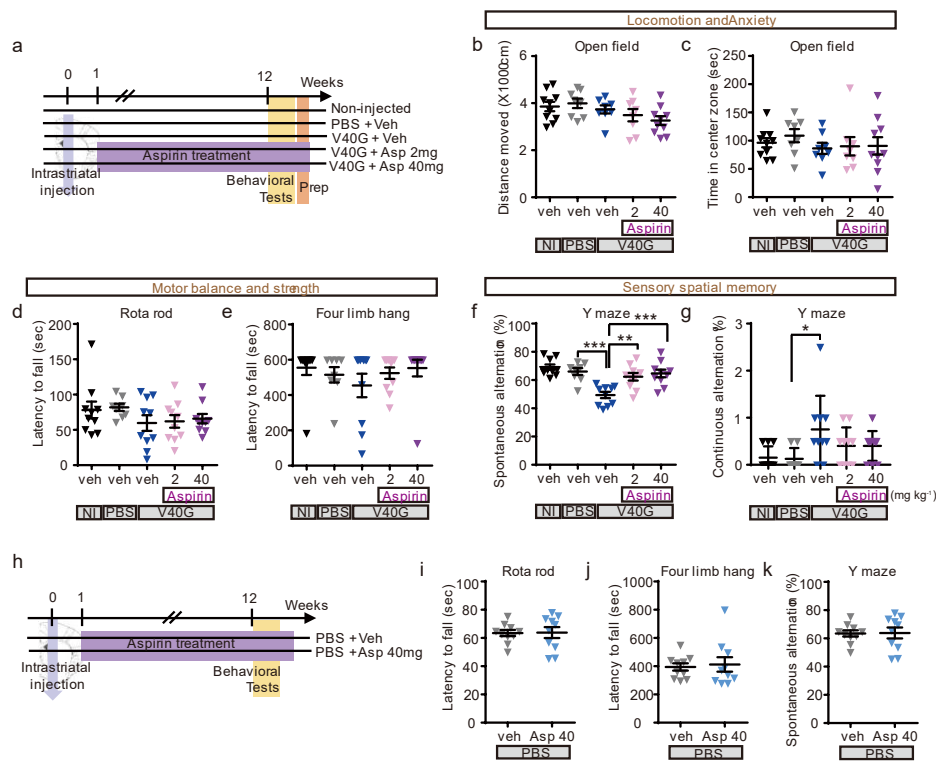 Locomotion andAnxiety
a
0 1 12 Weeks
Non-injected
PBS + Veh
V40G + Veh
V40G + Asp 2mg
V40G + Asp 40mg
Aspirin treatment
Intrastriatal
injection
Behavioral
Tests
Prep
b
Open field
Distance moved (X1000cm)
6
4
2
0
veh veh veh 2 40
Aspirin
NI PBS V40G
c
Open field
Time in center zone (sec)
250
200
150
100
50
0
veh veh veh 2 40
Aspirin
NI PBS V40G
Motor balance and strength
d
Rota rod
Latency to fall (sec)
200
150
100
50
0
veh veh veh 2 40
Aspirin
NI PBS V40G
e
Four limb hang
Latency to fall (sec)
800
600
400
200
0
veh veh veh 2 40
Aspirin
NI PBS V40G
Sensory spatial memory
f
Y maze
Spontaneous alternation (%)
100
80
60
40
20
0
*** ** ***
veh veh veh 2 40
Aspirin
NI PBS V40G
g
Y maze
Continuous alternation (%)
3
2
1
0
*
veh veh veh 2 40
Aspirin (mg kg-1)
NI PBS V40G
h
0 1 12 Weeks
PBS + Veh
PBS + Asp 40mg
Aspirin treatment
Intrastriatal
injection
Behavioral
Tests
i
Rota rod
Latency to fall (sec)
100
80
60
40
20
0
veh Asp 40
PBS
j
Four limb hang
Latency to fall (sec)
1000
800
600
400
200
0
veh Asp 40
PBS
k
Y maze
Spontaneous alternation (%)
100
80
60
40
20
0
veh Asp 40
PBS